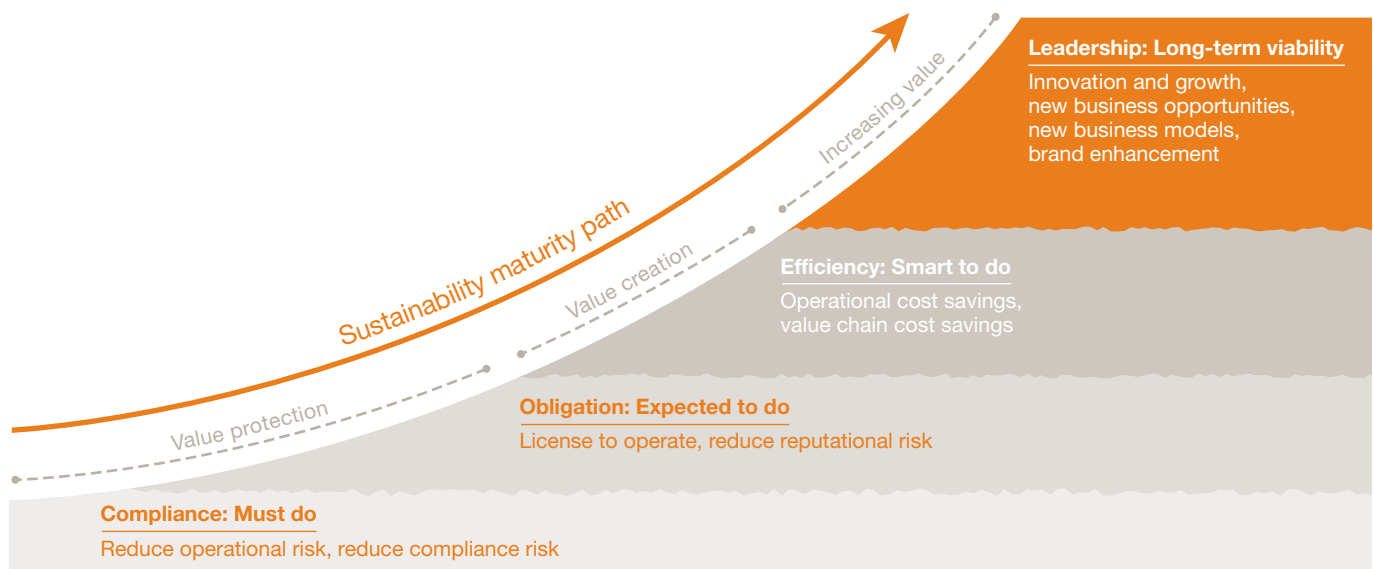 Leadership: Long-term viability
Innovation and growth,
new business opportunities,
new business models,
brand enhancement
Increasing value
Sustainability maturity path
Value creation
Efficiency: Smart to do
Operational cost savings,
value chain cost savings
Value protection
Obligation: Expected to do
License to operate, reduce reputational risk
Compliance: Must do
Reduce operational risk, reduce compliance risk